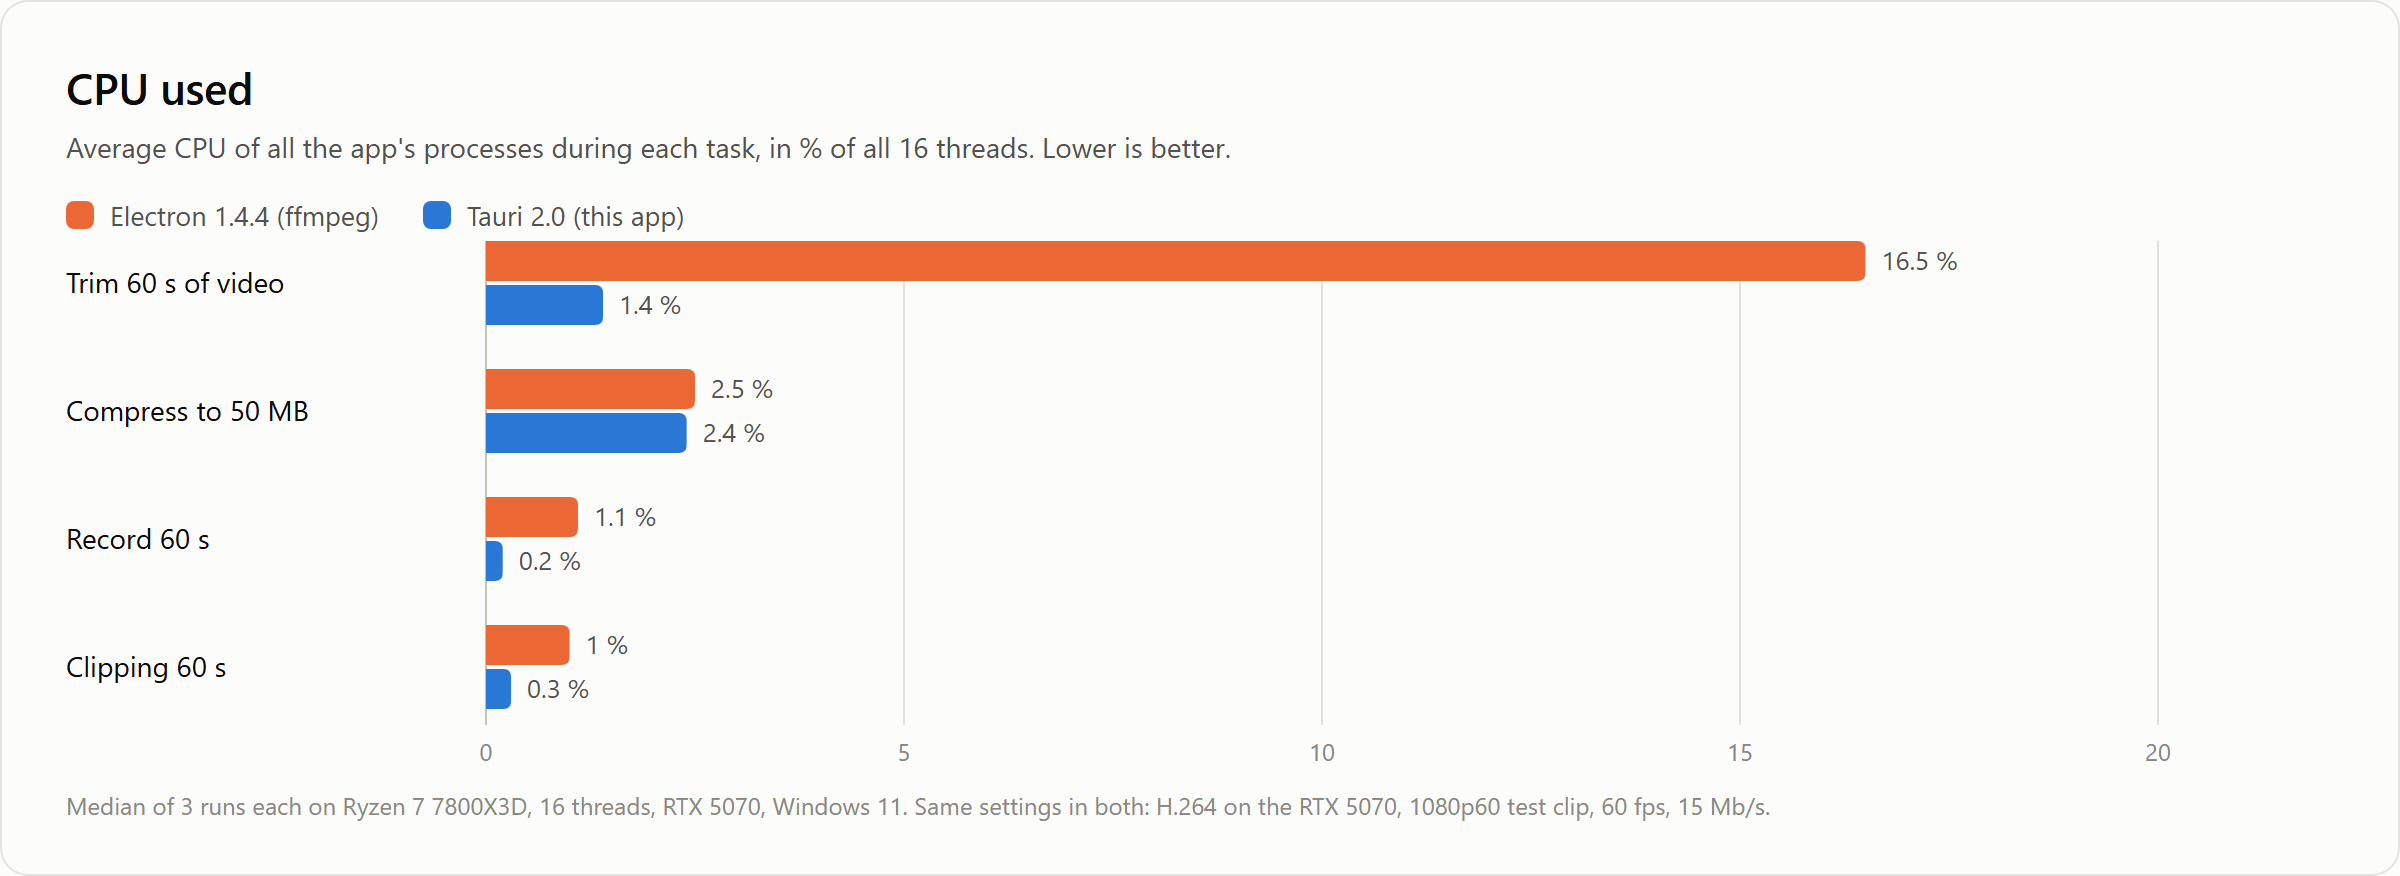 CPU used
Average CPU of all the app's processes during each task, in % of all 16 threads. Lower is better.
Electron 1.4.4 (ffmpeg) Tauri 2.0 (this app)
Trim 60 s of video
16.5 %
1.4 %
Compress to 50 MB
2.5 %
2.4 %
Record 60 s
1.1 %
0.2 %
Clipping 60 s
1 %
0.3 %
0 5 10 15 20
Median of 3 runs each on Ryzen 7 7800X3D, 16 threads, RTX 5070, Windows 11. Same settings in both: H.264 on the RTX 5070, 1080p60 test clip, 60 fps, 15 Mb/s.